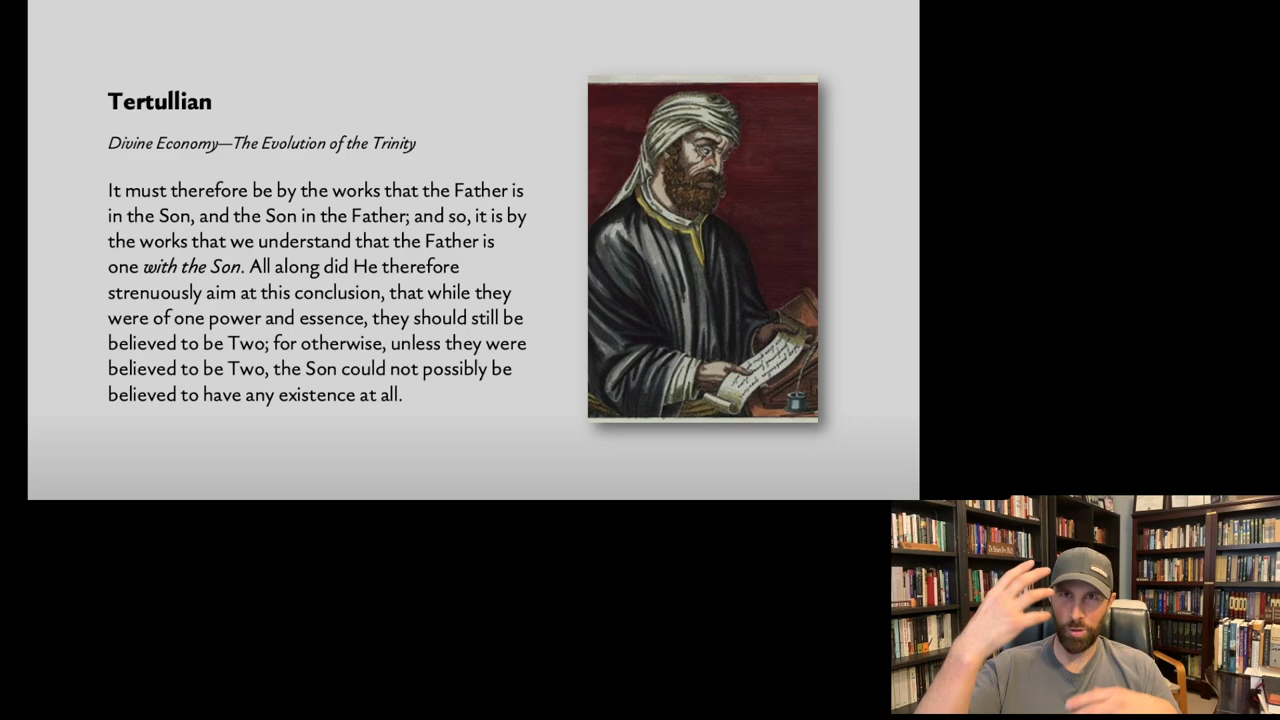 Tertullian
Divine Economy—The Evolution of the Trinity
It must therefore be by the works that the Father is
in the Son, and the Son in the Father; and so, it is by
the works that we understand that the Father is
one with the Son. All along did He therefore
strenuously aim at this conclusion, that while they
were of one power and essence, they should still be
believed to be Two; for otherwise, unless they were
believed to be Two, the Son could not possibly be
believed to have any existence at all.